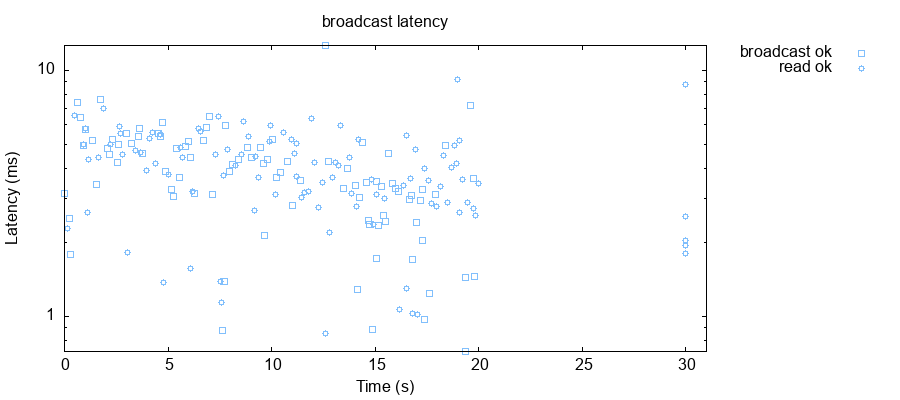 broadcast latency
broadcast ok
read ok
10
1
Latency (ms)
0 5 10 15 20 25 30
Time (s)